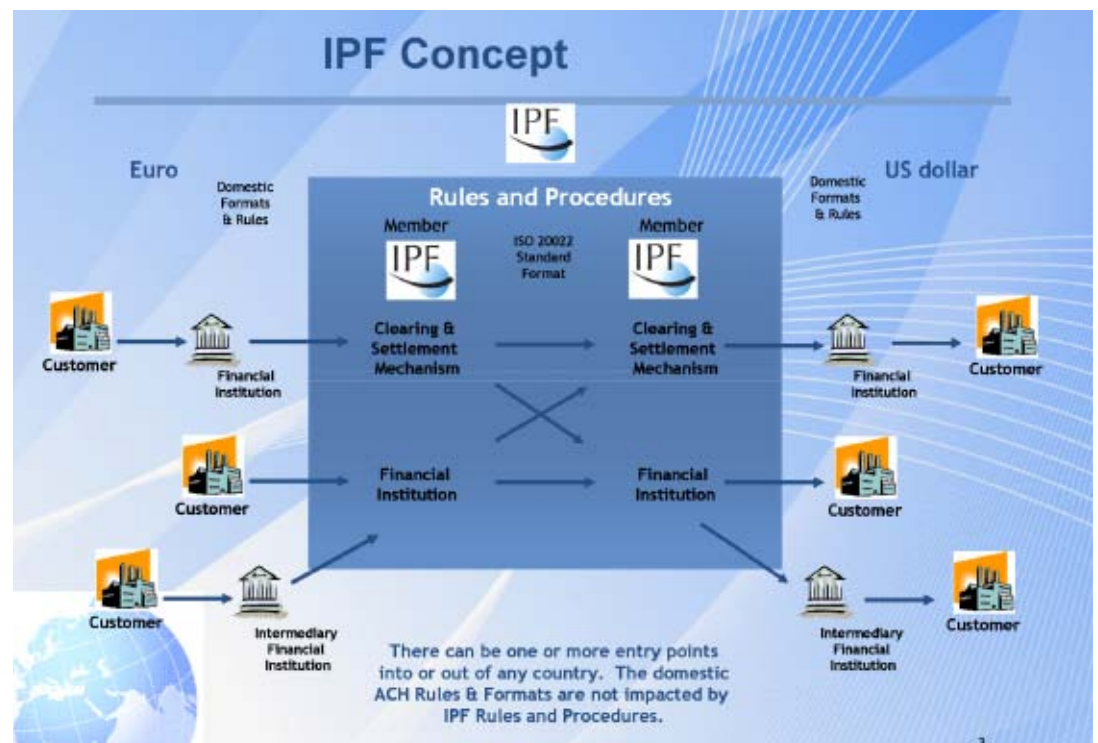 IPF Concept
IPF
Euro
US dollar
Domestic
Formats
& Rules
Domestic
Formats
& Rules
Rules and Procedures
Member
IPF
ISO 20022
Standard
Format
Member
IPF
Customer
Financial
Institution
Clearing &
Settlement
Mechanism
Clearing &
Settlement
Mechanism
Financial
Institution
Customer
Customer
Financial
Institution
Financial
Institution
Customer
Customer
Intermediary
Financial
Institution
Intermediary
Financial
Institution
Customer
There can be one or more entry points
into or out of any country. The domestic
ACH Rules & Formats are not impacted by
IPF Rules and Procedures.